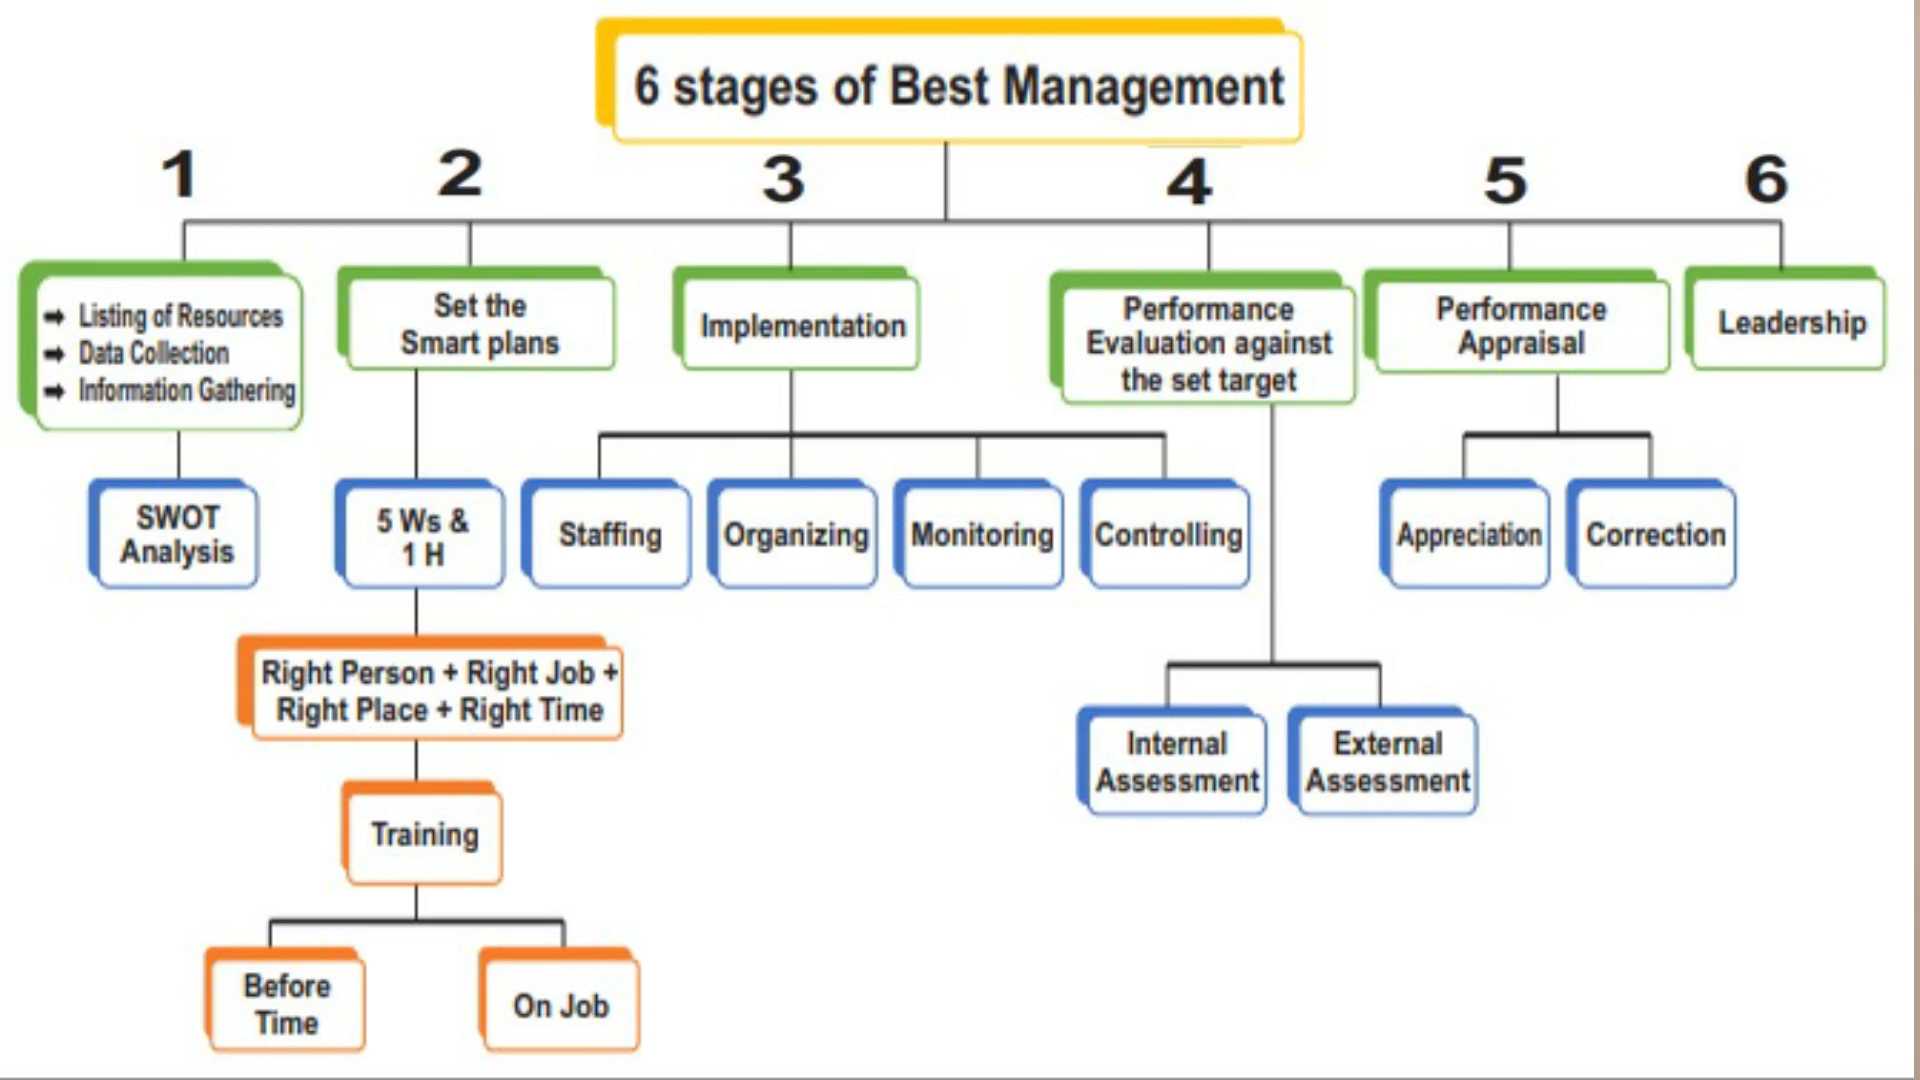 6 stages of Best Management
1
2
3
4
5
6
➡ Listing of Resources
➡ Data Collection
➡ Information Gathering
Set the
Smart plans
Implementation
Performance
Evaluation against
the set target
Performance
Appraisal
Leadership
SWOT
Analysis
5 Ws &
1 H
Staffing
Organizing
Monitoring
Controlling
Appreciation
Correction
Right Person + Right Job +
Right Place + Right Time
Internal
Assessment
External
Assessment
Training
Before
Time
On Job